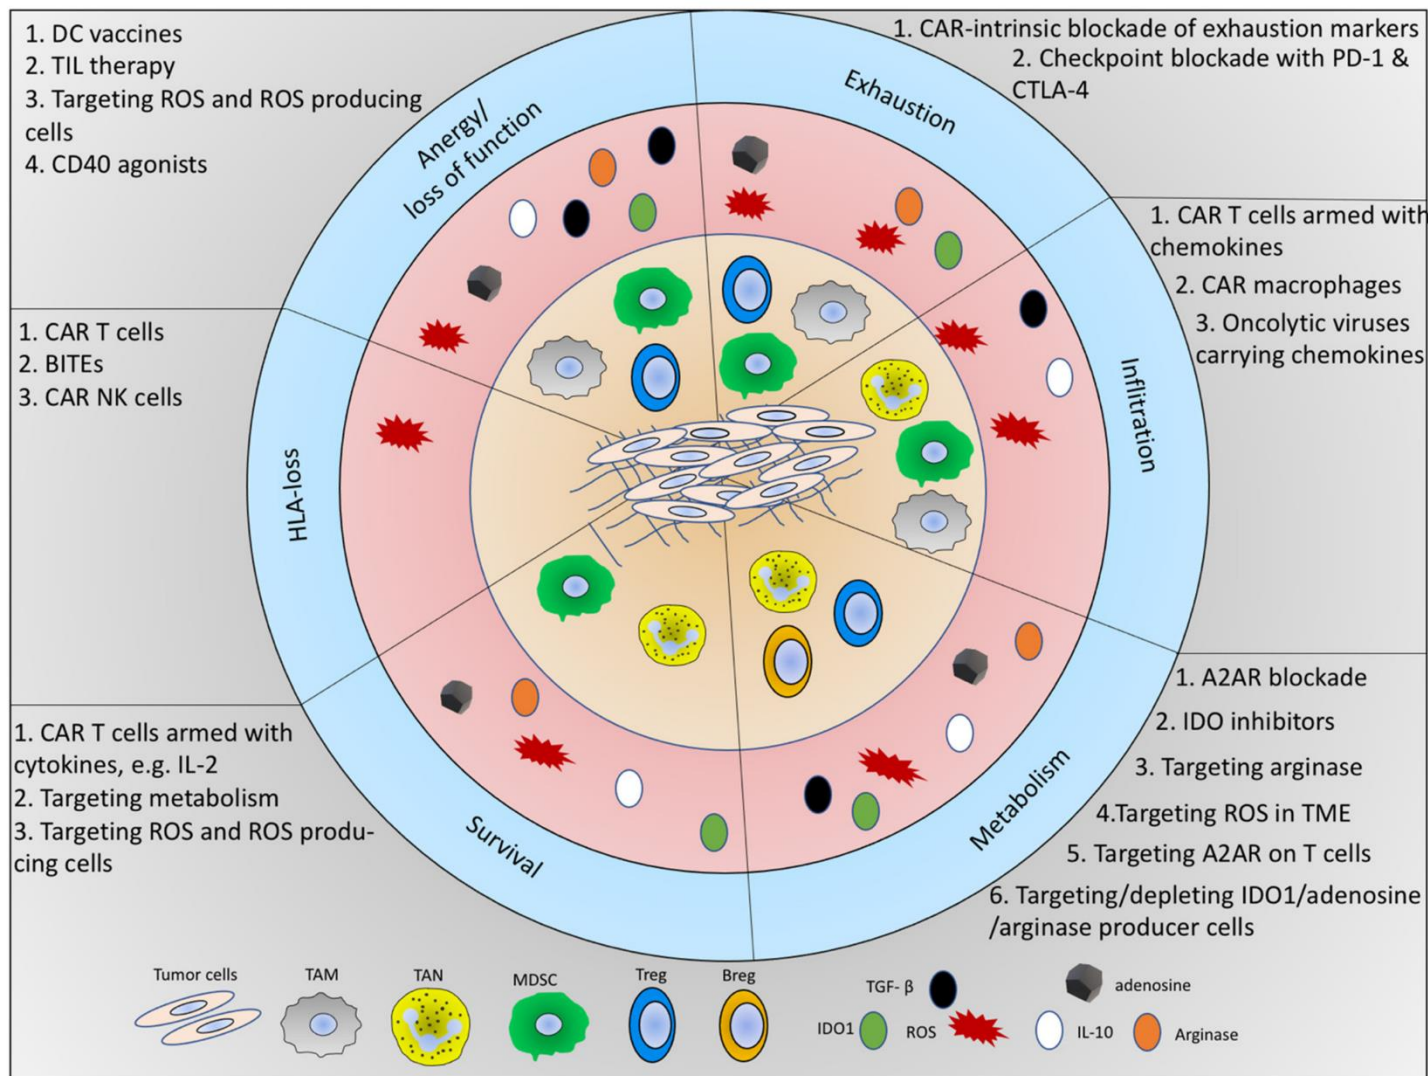 1. DC vaccines
2. TIL therapy
3. Targeting ROS and ROS producing
cells
4. CD40 agonists
Anergy/
loss of function
Exhaustion
1. CAR-intrinsic blockade of exhaustion markers
2. Checkpoint blockade with PD-1 &
CTLA-4
1. CAR T cells armed with
chemokines
2. CAR macrophages
3. Oncolytic viruses
carrying chemokines
Inflitration
1. CAR T cells
2. BITEs
3. CAR NK cells
HLA-loss
1. CAR T cells armed with
cytokines, e.g. IL-2
2. Targeting metabolism
3. Targeting ROS and ROS produ-
cing cells
Survival
Metabolism
1. A2AR blockade
2. IDO inhibitors
3. Targeting arginase
4.Targeting ROS in TME
5. Targeting A2AR on T cells
6. Targeting/depleting IDO1/adenosine
/arginase producer cells
Tumor cells
TAM
TAN
MDSC
Treg
Breg
TGF- β
adenosine
IDO1
ROS
IL-10
Arginase